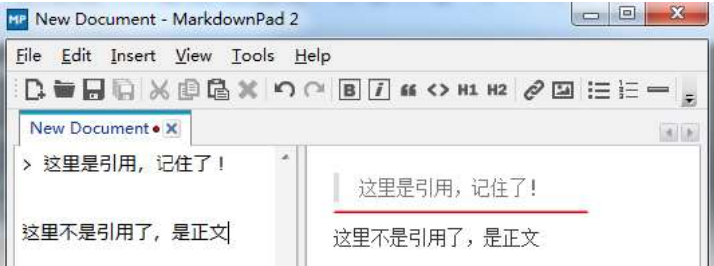 MP New Document - MarkdownPad 2
File Edit Insert View Tools Help
B i “ <> H1 H2
New Document
> 这里是引用，记住了！
这里不是引用了，是正文
这里是引用，记住了!
这里不是引用了，是正文